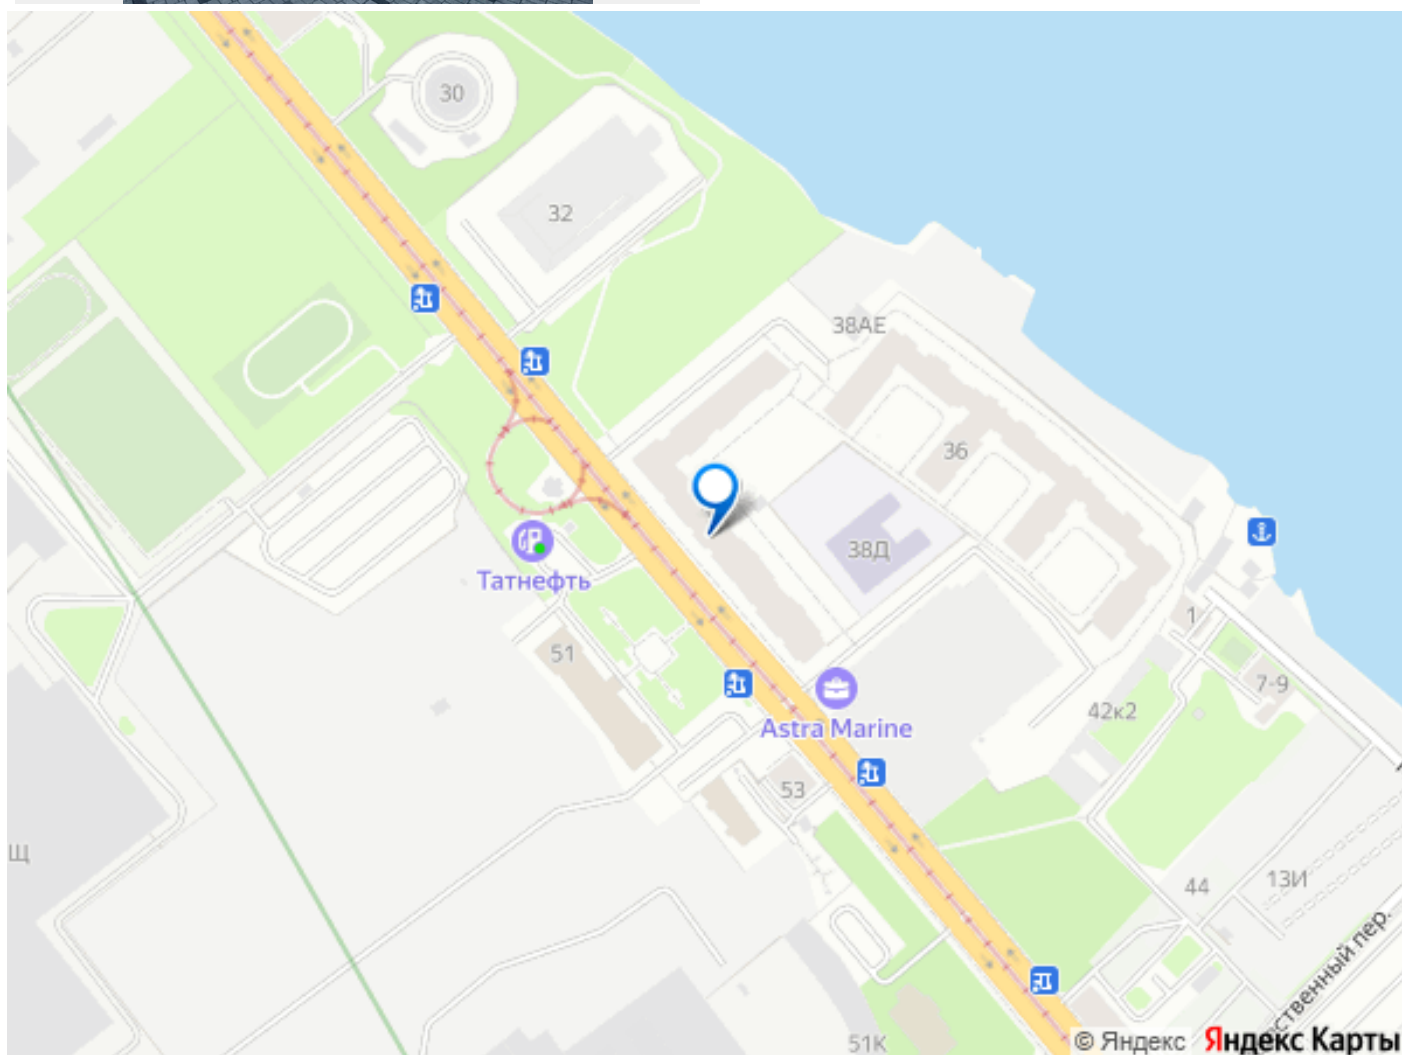 30
32
38АЕ
36
38Д
Татнефть
51
1
7-9
42к2
Astra Marine
53
Щ
44
13И
51К
ственный пер.
© Яндекс
Яндекс Карты